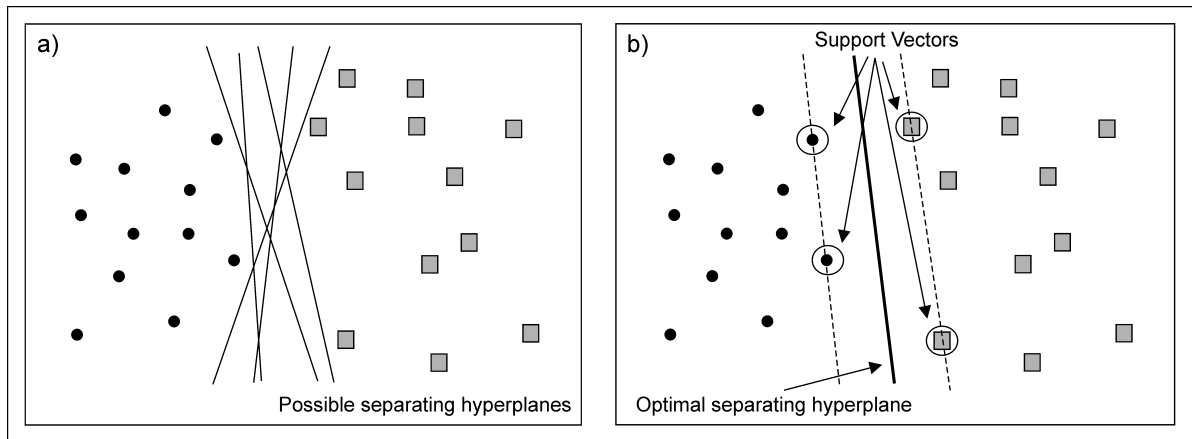 a)
Possible separating hyperplanes
b)
Support Vectors
Optimal separating hyperplane